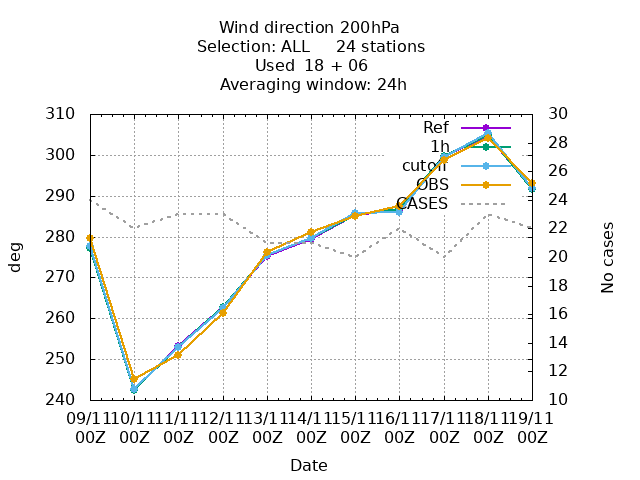 Wind direction 200hPa
Selection: ALL 24 stations
Used 18 + 06
Averaging window: 24h
310
300
290
280
270
260
250
240
deg
30
28
26
24
22
20
18
16
14
12
10
No cases
Ref
1h
cutoff
OBS
CASES
09/11 10/11 11/11 12/11 13/11 14/11 15/11 16/11 17/11 18/11 19/11
00Z 00Z 00Z 00Z 00Z 00Z 00Z 00Z 00Z 00Z 00Z
Date